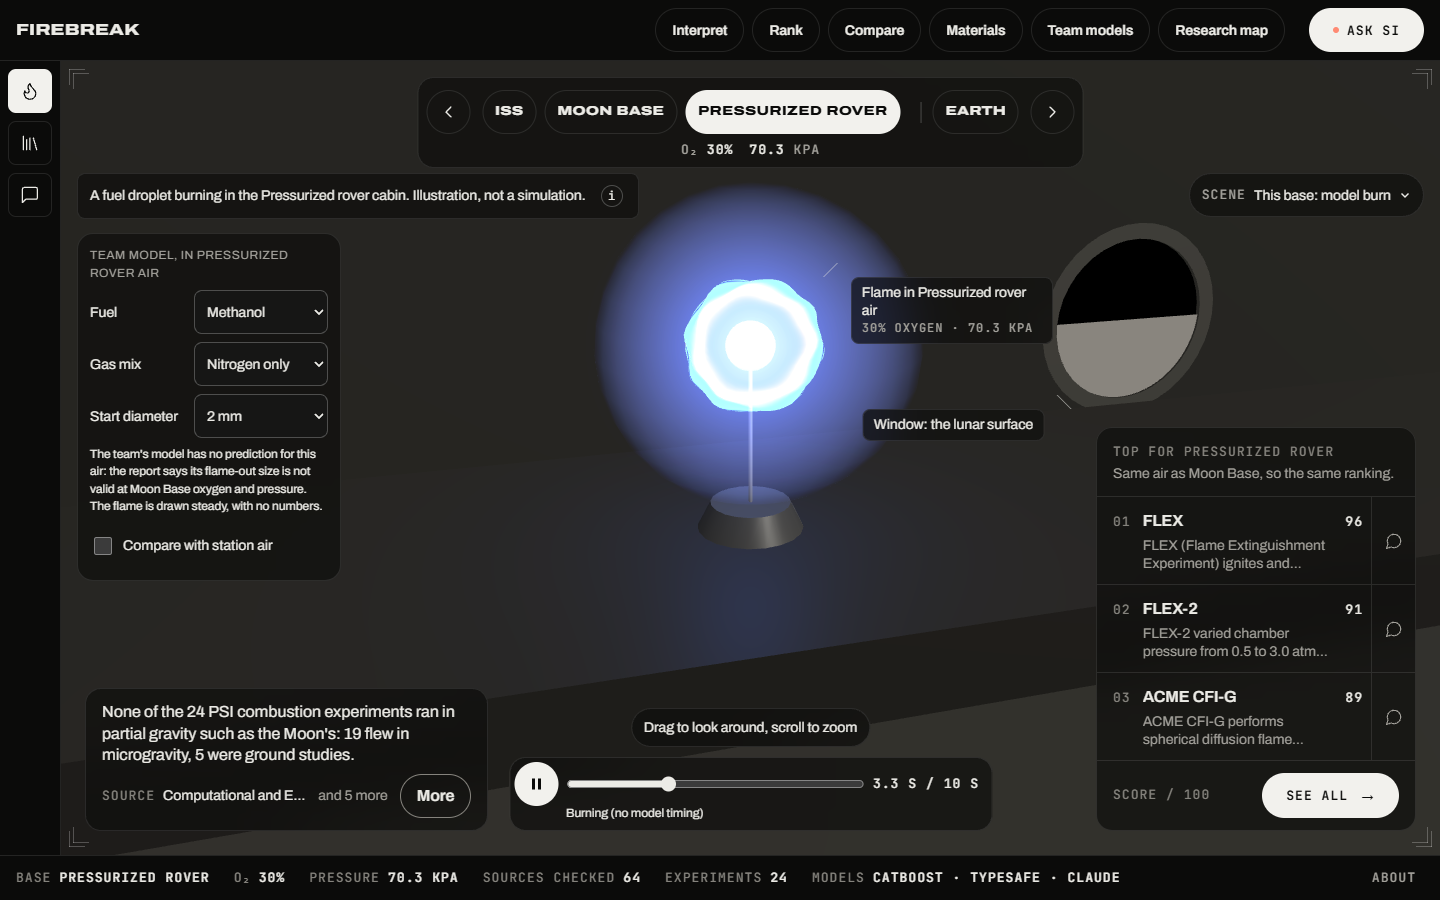 FIREBREAK
Interpret
Rank
Compare
Materials
Team models
Research map
ASK SI
ISS
MOON BASE
PRESSURIZED ROVER
EARTH
O₂ 30% 70.3 KPA
A fuel droplet burning in the Pressurized rover cabin. Illustration, not a simulation.
i
SCENE This base: model burn
TEAM MODEL, IN PRESSURIZED
ROVER AIR
Fuel Methanol
Gas mix Nitrogen only
Start diameter 2 mm
The team's model has no prediction for this
air: the report says its flame-out size is not
valid at Moon Base oxygen and pressure.
The flame is drawn steady, with no numbers.
Compare with station air
Flame in Pressurized rover
air
30% OXYGEN · 70.3 KPA
Window: the lunar surface
TOP FOR PRESSURIZED ROVER
Same air as Moon Base, so the same ranking.
01 FLEX 96
FLEX (Flame Extinguishment
Experiment) ignites and...
02 FLEX-2 91
FLEX-2 varied chamber
pressure from 0.5 to 3.0 atm...
03 ACME CFI-G 89
ACME CFI-G performs
spherical diffusion flame...
SCORE / 100
SEE ALL →
None of the 24 PSI combustion experiments ran in
partial gravity such as the Moon's: 19 flew in
microgravity, 5 were ground studies.
SOURCE Computational and E... and 5 more
More
Drag to look around, scroll to zoom
3.3 S / 10 S
Burning (no model timing)
BASE PRESSURIZED ROVER O₂ 30% PRESSURE 70.3 KPA SOURCES CHECKED 64 EXPERIMENTS 24 MODELS CATBOOST · TYPESAFE · CLAUDE ABOUT